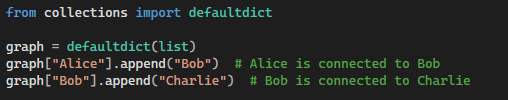 from collections import defaultdict
graph = defaultdict(list)
graph["Alice"].append("Bob")  # Alice is connected to Bob
graph["Bob"].append("Charlie")  # Bob is connected to Charlie